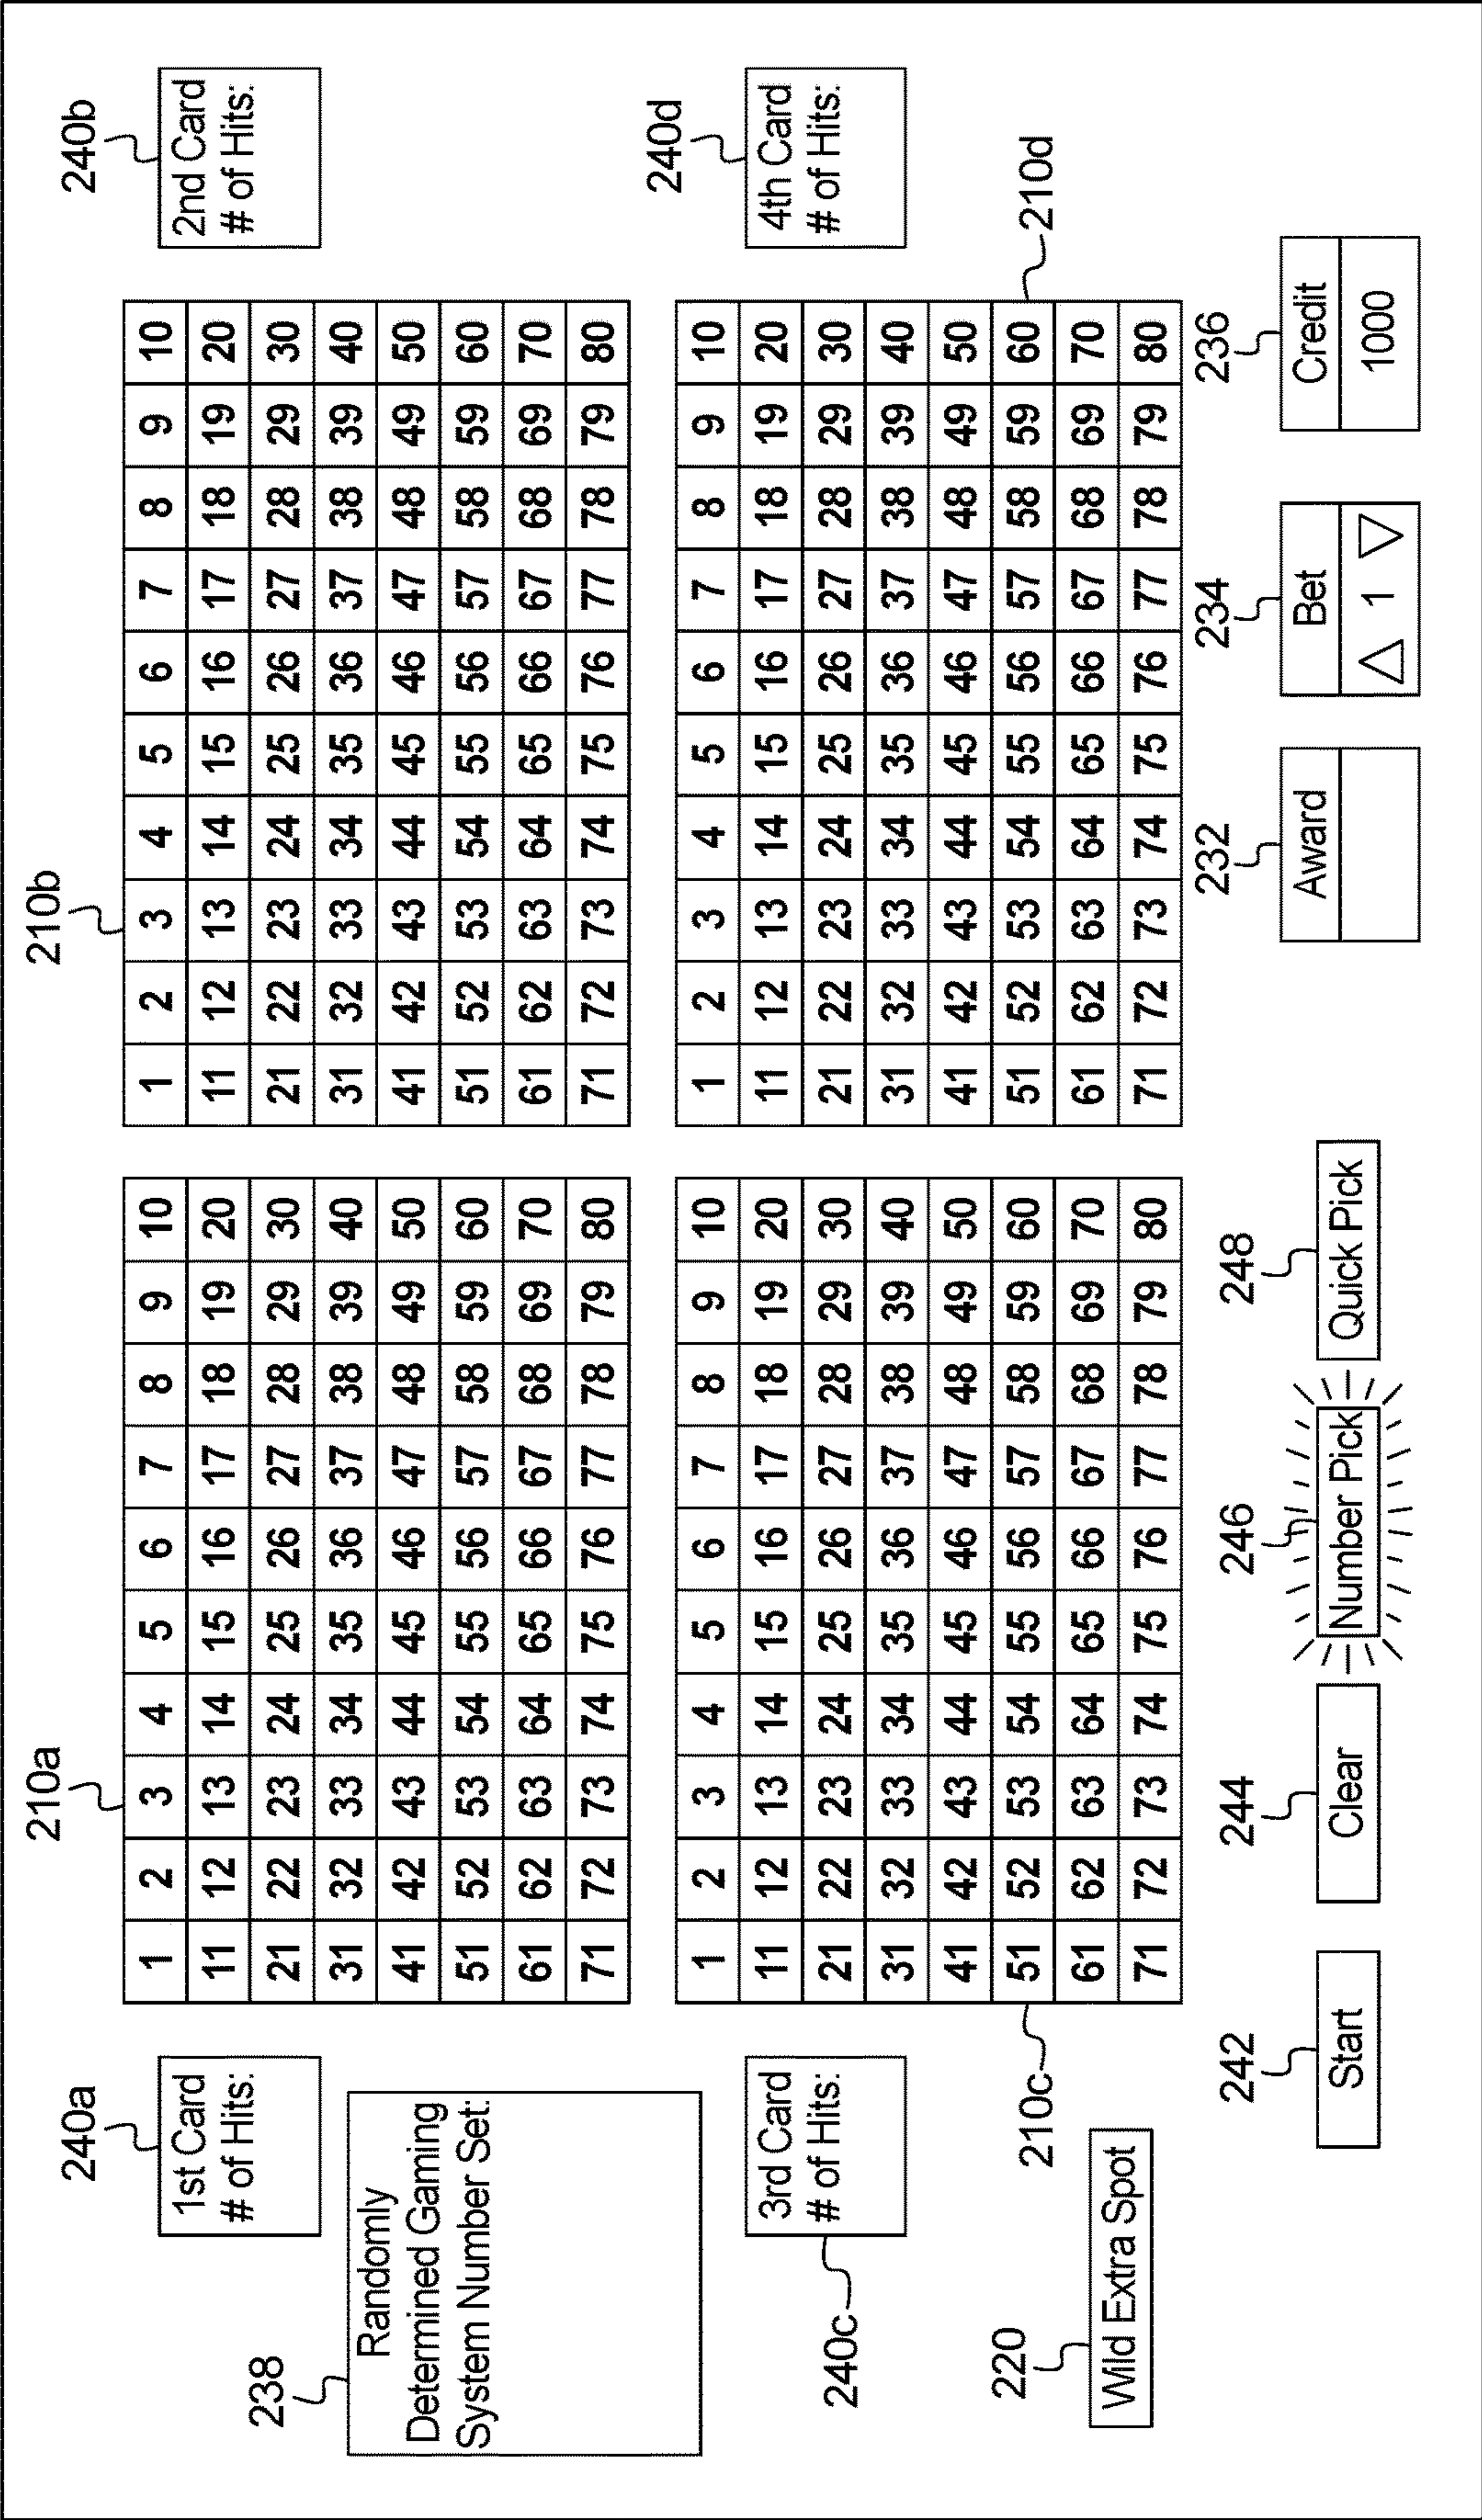 210a
210b
240a
1st Card
# of Hits:
1 2 3 4 5 6 7 8 9 10
11 12 13 14 15 16 17 18 19 20
21 22 23 24 25 26 27 28 29 30
31 32 33 34 35 36 37 38 39 40
41 42 43 44 45 46 47 48 49 50
51 52 53 54 55 56 57 58 59 60
61 62 63 64 65 66 67 68 69 70
71 72 73 74 75 76 77 78 79 80
1 2 3 4 5 6 7 8 9 10
11 12 13 14 15 16 17 18 19 20
21 22 23 24 25 26 27 28 29 30
31 32 33 34 35 36 37 38 39 40
41 42 43 44 45 46 47 48 49 50
51 52 53 54 55 56 57 58 59 60
61 62 63 64 65 66 67 68 69 70
71 72 73 74 75 76 77 78 79 80
240b
2nd Card
# of Hits:
238
Randomly
Determined Gaming
System Number Set:
3rd Card
# of Hits:
240c
1 2 3 4 5 6 7 8 9 10
11 12 13 14 15 16 17 18 19 20
21 22 23 24 25 26 27 28 29 30
31 32 33 34 35 36 37 38 39 40
41 42 43 44 45 46 47 48 49 50
51 52 53 54 55 56 57 58 59 60
61 62 63 64 65 66 67 68 69 70
71 72 73 74 75 76 77 78 79 80
1 2 3 4 5 6 7 8 9 10
11 12 13 14 15 16 17 18 19 20
21 22 23 24 25 26 27 28 29 30
31 32 33 34 35 36 37 38 39 40
41 42 43 44 45 46 47 48 49 50
51 52 53 54 55 56 57 58 59 60
61 62 63 64 65 66 67 68 69 70
71 72 73 74 75 76 77 78 79 80
240d
4th Card
# of Hits:
210c
210d
220
Wild Extra Spot
242
Start
244
Clear
246
Number Pick
248
Quick Pick
232
Award
234
Bet
1
236
Credit
1000